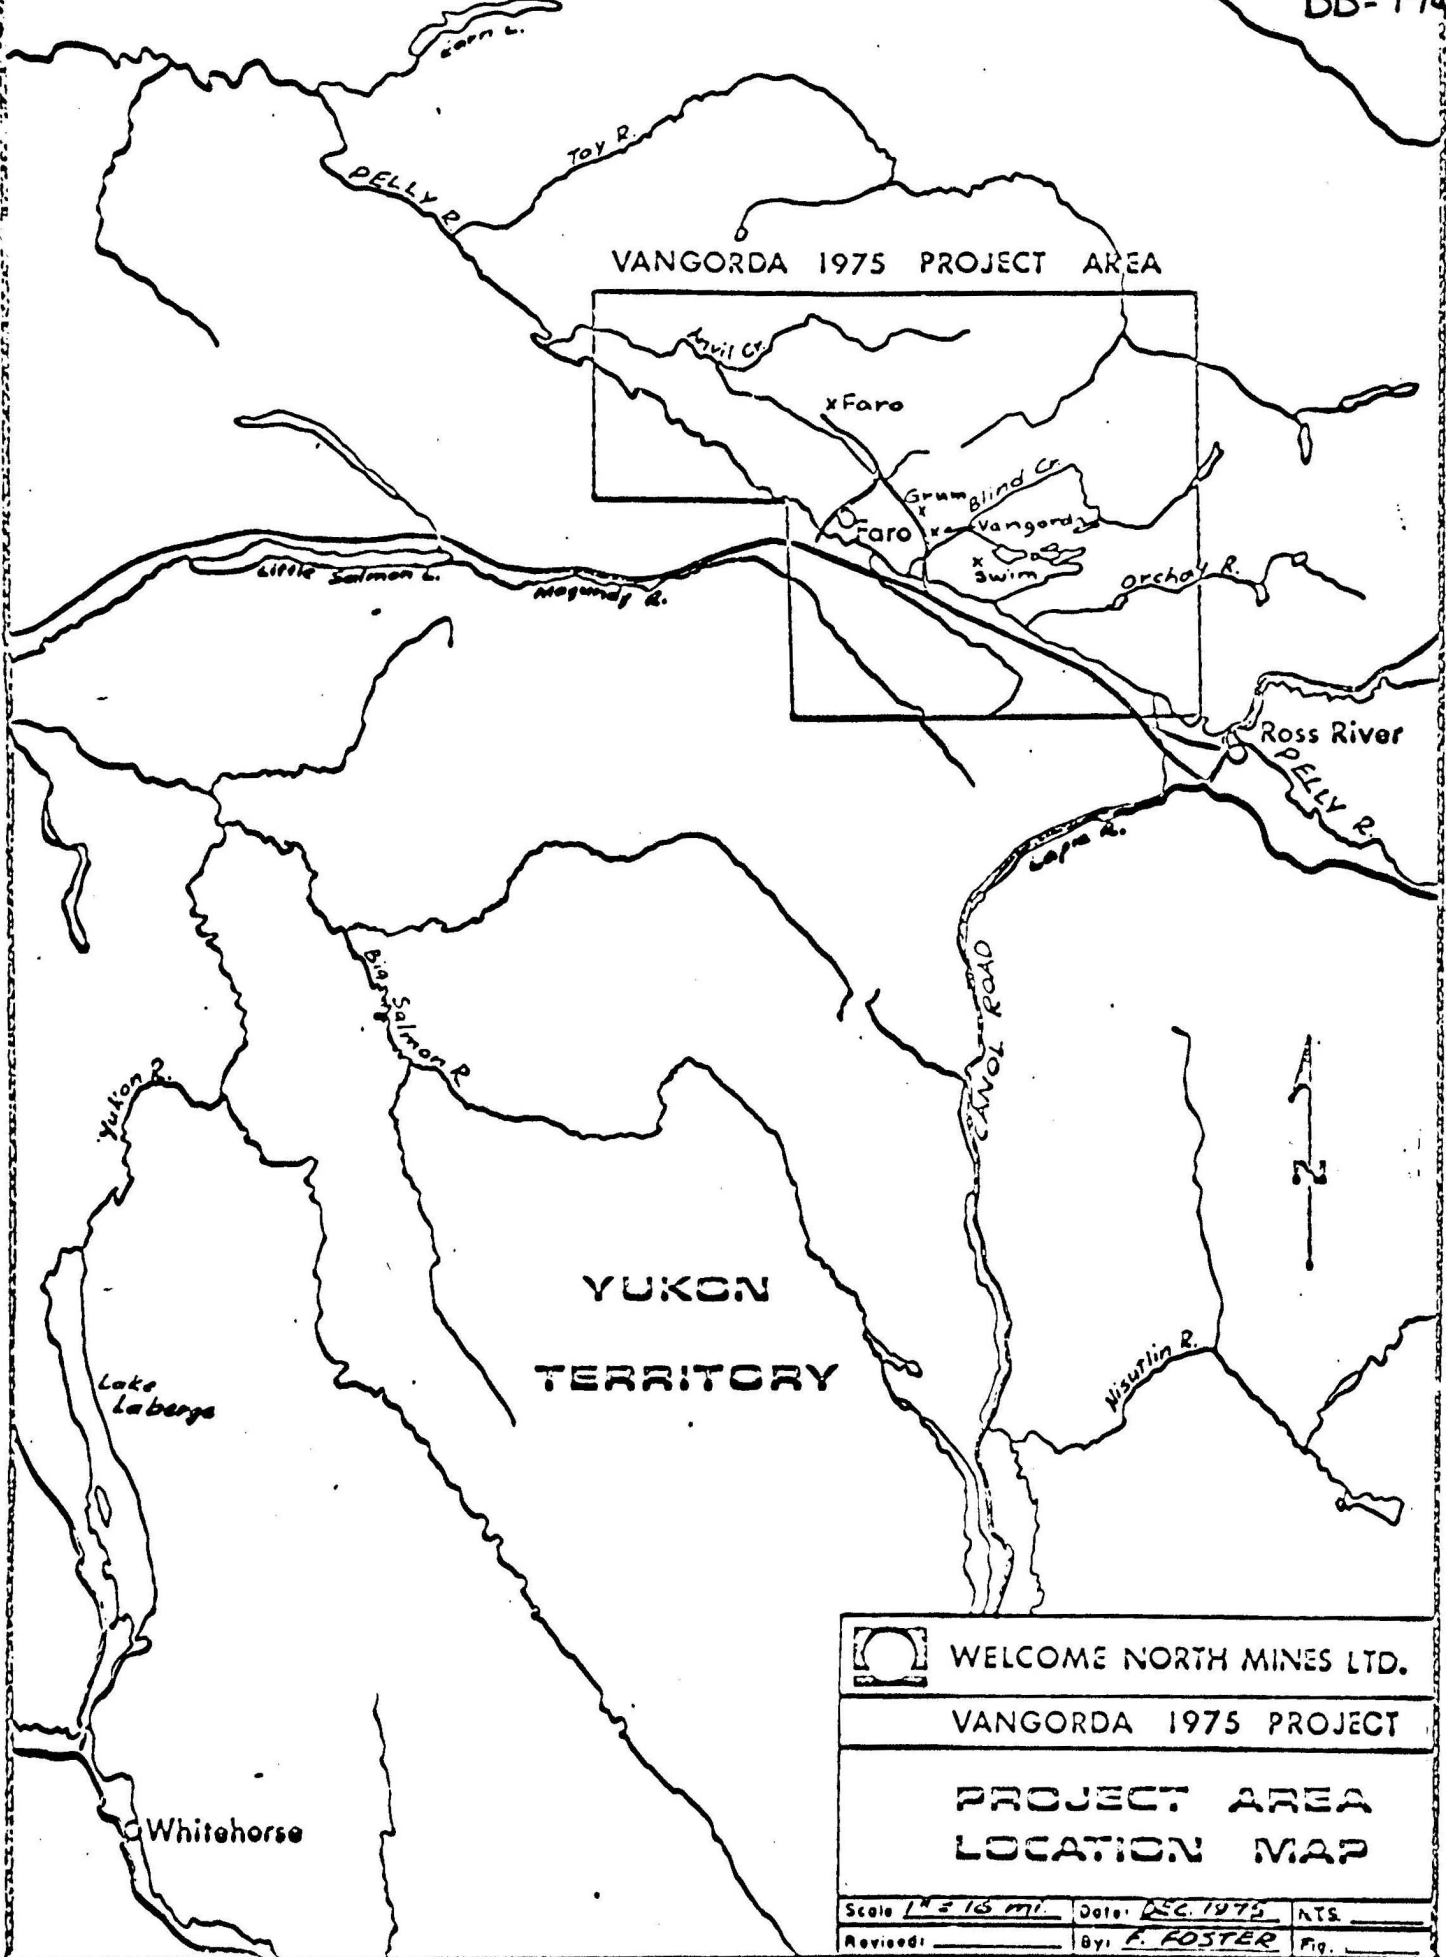 Earn L.
Toy R.
PELLY R.
VANGORDA 1975 PROJECT AREA
Anvil Cr.
xFaro
Grum
x
Blind Cr.
Faro
x
Vangorda
x
Swim
Little Salmon L.
Magundy R.
Orchay R.
Ross River
PELLY R.
Lapie R.
CANOL ROAD
Big Salmon R
Yukon R.
N
YUKON
TERRITORY
Nisutlin R.
Lake
Laberge
Whitehorse
WELCOME NORTH MINES LTD.
VANGORDA 1975 PROJECT
PROJECT AREA
LOCATION MAP
Scale 1" = 16 mi. Date: DEC. 1975 NTS
Revised: By: F. FOSTER Fig.